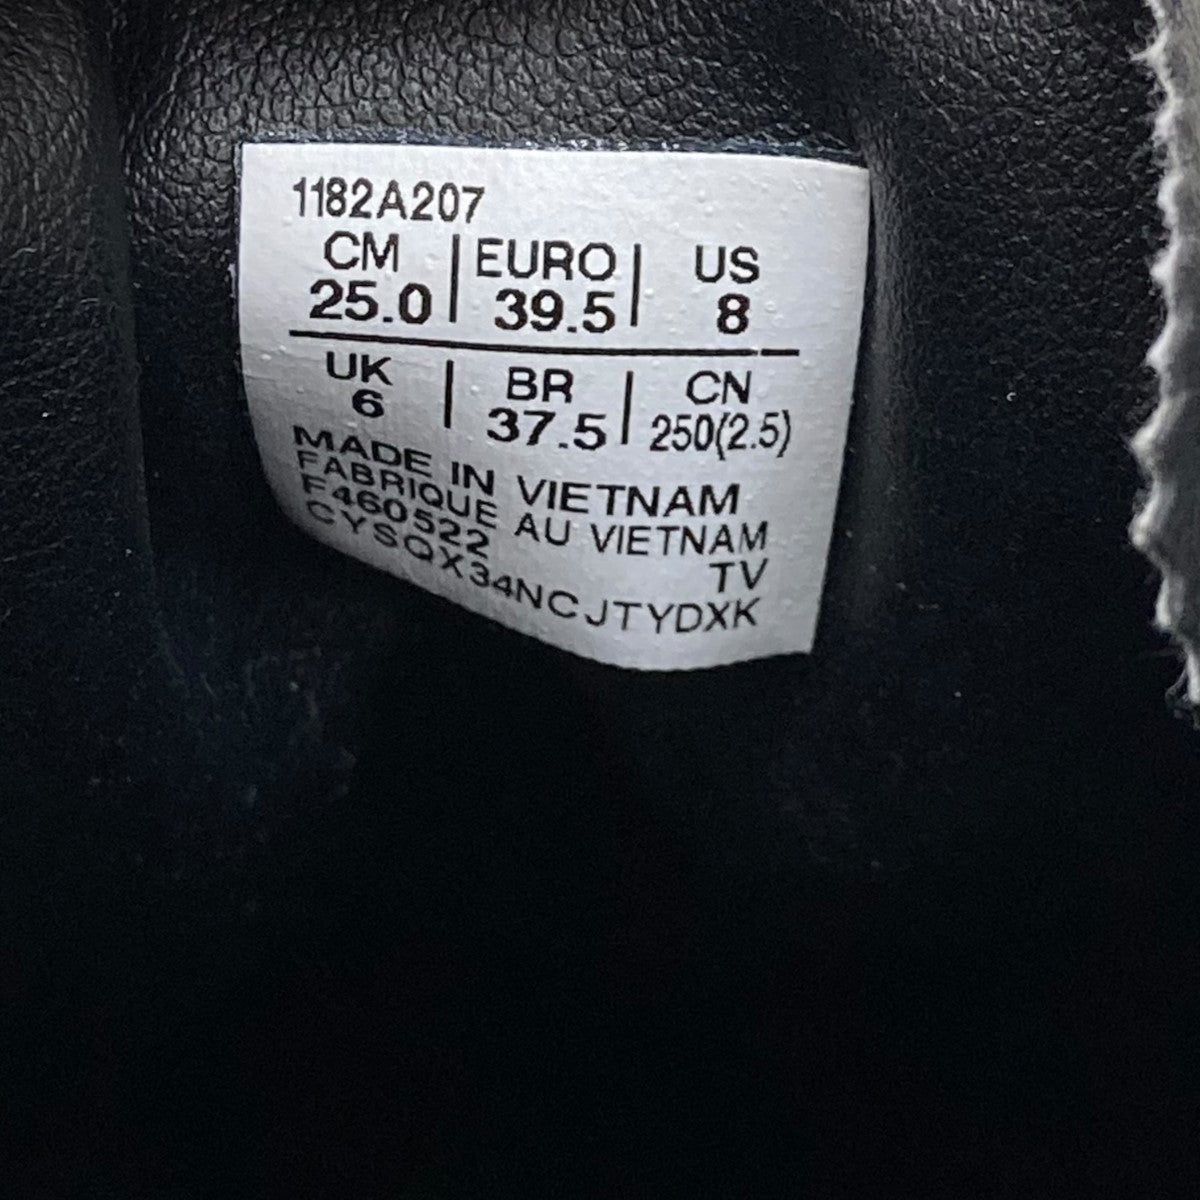 1182A207
CM | EURO | US
25.0 | 39.5 | 8
UK | BR | CN
6 | 37.5 | 250(2.5)
MADE IN VIETNAM
FABRIQUE AU VIETNAM
F460522 TV
CYSQX34NCJTYDXK